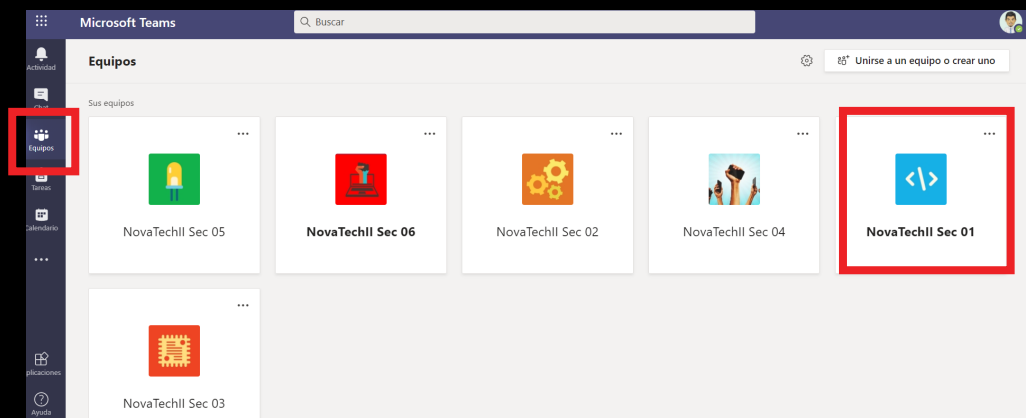 Microsoft Teams
Buscar
Actividad
Chat
Equipos
Tareas
Calendario
plicaciones
Ayuda
Equipos
Unirse a un equipo o crear uno
Sus equipos
NovaTechII Sec 05
NovaTechII Sec 06
NovaTechII Sec 02
NovaTechII Sec 04
</>
NovaTechII Sec 01
NovaTechII Sec 03